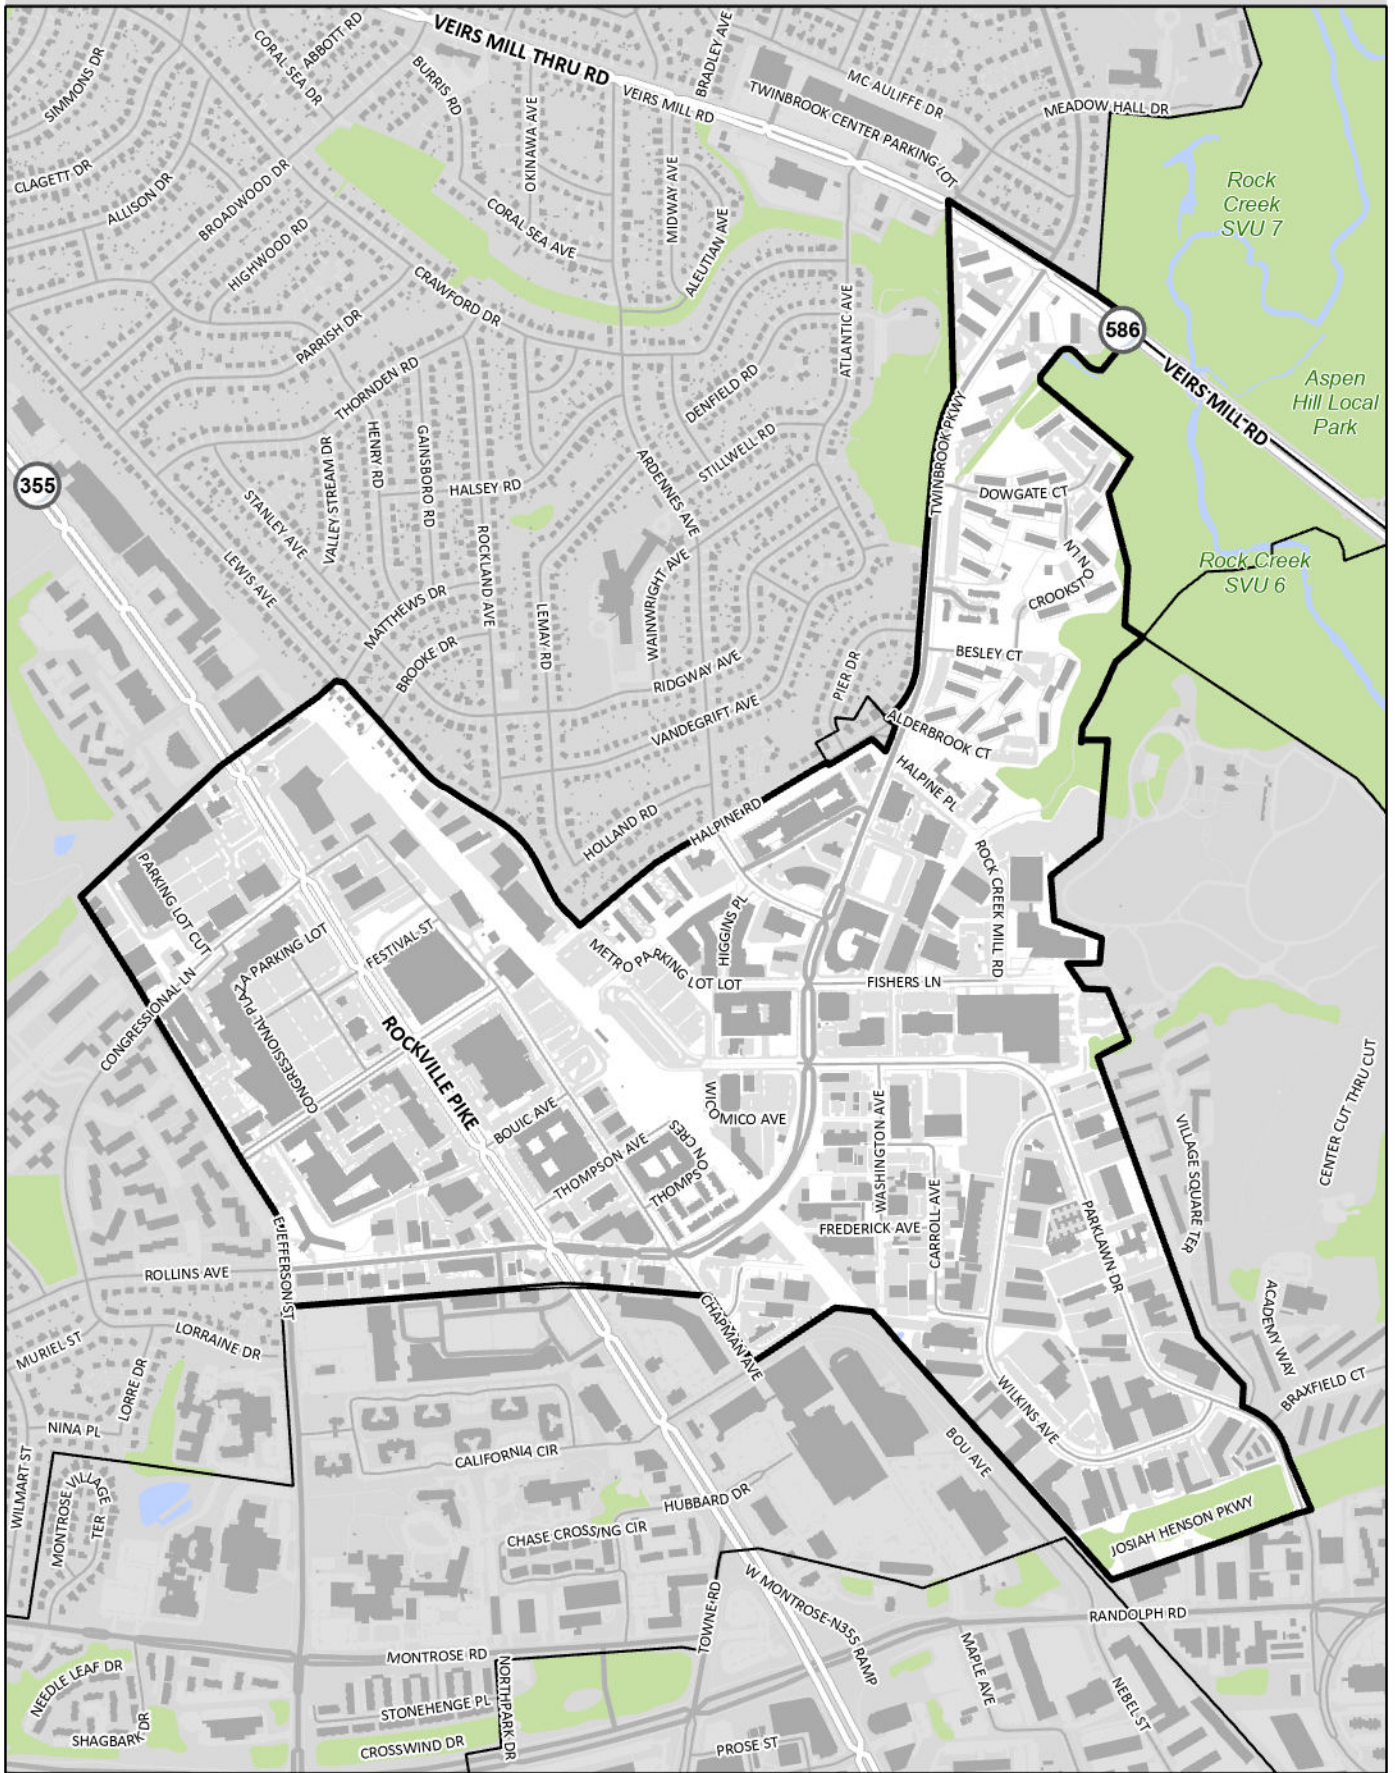 VEIRS MILL THRU RD
BRADLEY AVE
ABBOTT RD
CORAL SEA DR
SIMMONS DR
BURRIS RD
VEIRS MILL RD
MC AULIFFE DR
TWINBROOK CENTER PARKING LOT
MEADOW HALL DR
OKINAWA AVE
CLAGETT DR
ALLISON DR
BROADWOOD DR
MIDWAY AVE
Rock
Creek
SVU 7
CORAL SEA AVE
HIGHWOOD RD
ALEUTIAN AVE
CRAWFORD DR
ATLANTIC AVE
586
PARRISH DR
THORNDEN RD
DENFIELD RD
VEIRS MILL RD
Aspen
Hill Local
Park
TWINBROOK PKWY
HENRY RD
GAINSBORO RD
STILLWELL RD
VALLEY STREAM DR
355
HALSEY RD
ARDENNES AVE
DOWGATE CT
STANLEY AVE
ROCKLAND AVE
LEWIS AVE
Rock Creek
SVU 6
CROOKSTON LN
WAINWRIGHT AVE
MATTHEWS DR
LEMAY RD
BROOKE DR
BESLEY CT
RIDGWAY AVE
PIER DR
VANDEGRIFT AVE
ALDERBROOK CT
HALPINE PL
HOLLAND RD
HALPINE RD
PARKING LOT CUT
ROCK CREEK MILL RD
HIGGINS PL
FESTIVAL ST
METRO PARKING LOT LOT
CONGRESSIONAL PLAZA PARKING LOT
CONGRESSIONAL LN
FISHERS LN
ROCKVILLE PIKE
CENTER CUT THRU CUT
WICOMICO AVE
BOUIC AVE
THOMPSON AVE
THOMPSON CRES
WASHINGTON AVE
VILLAGE SQUARE TER
CARROLL AVE
FREDERICK AVE
PARKLAWN DR
E JEFFERSON ST
ROLLINS AVE
CHAPMAN AVE
ACADEMY WAY
LORRAINE DR
MURIEL ST
LORRE DR
BRAXFIELD CT
WILKINS AVE
NINA PL
BOU AVE
CALIFORNIA CIR
WILMART ST
MONTROSE VILLAGE TER
HUBBARD DR
CHASE CROSSING CIR
JOSIAH HENSON PKWY
TOWNE RD
W MONTROSE-N355 RAMP
RANDOLPH RD
MONTROSE RD
MAPLE AVE
NEEDLE LEAF DR
NORTHPARK DR
STONEHENGE PL
NEBEL ST
SHAGBARK DR
CROSSWIND DR
PROSE ST